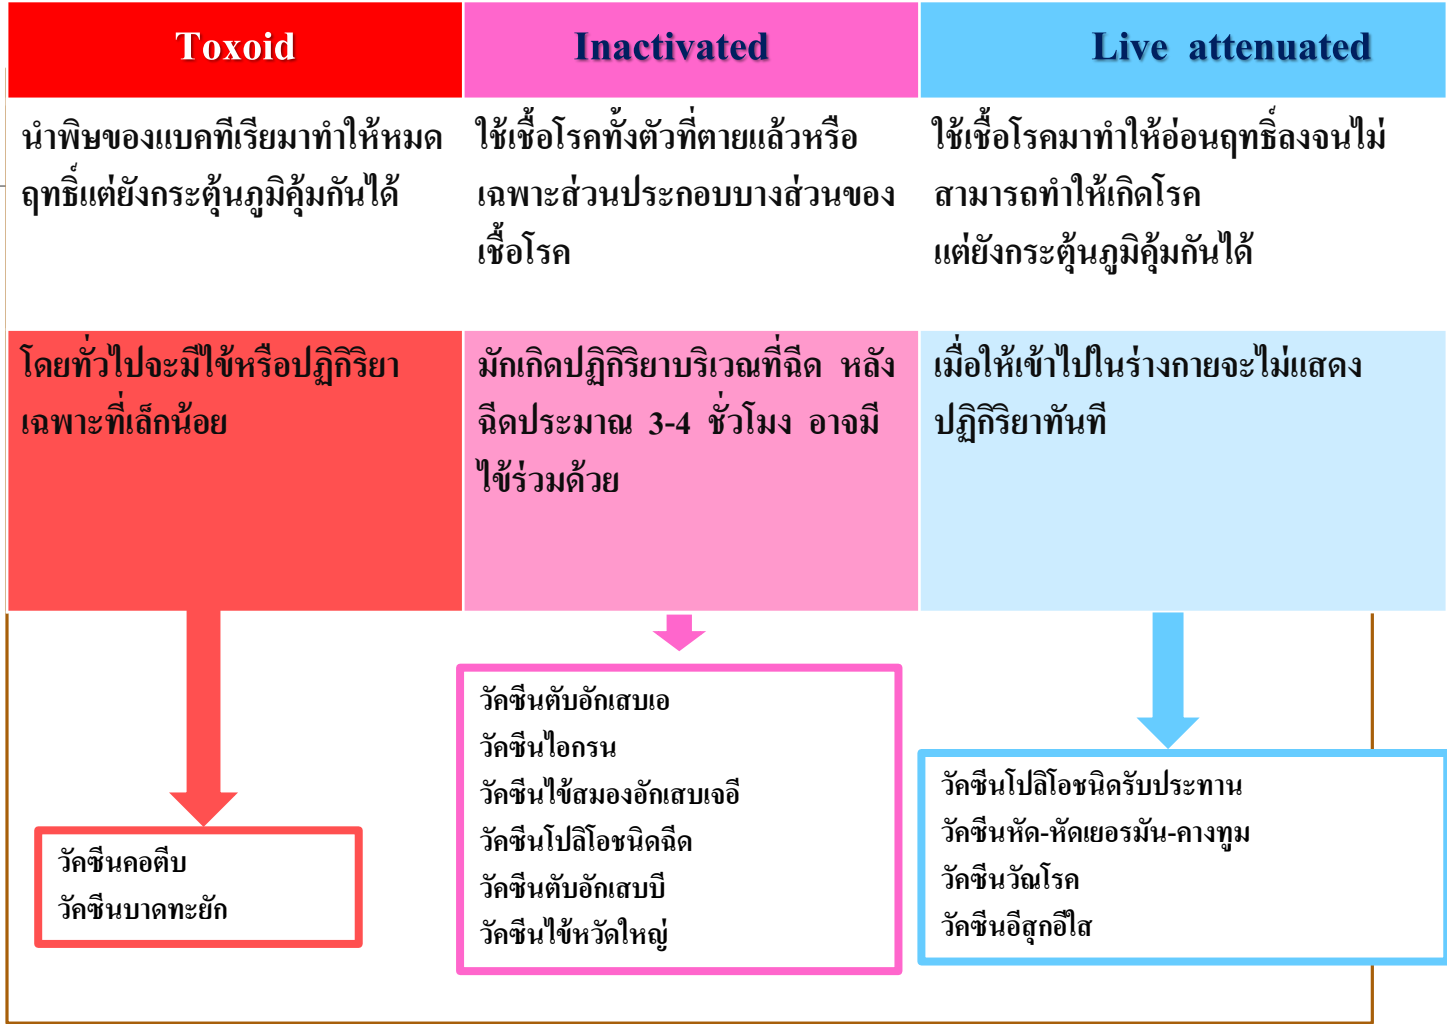 Toxoid
Inactivated
Live attenuated
นำพิษของแบคทีเรียมาทำให้หมด
ฤทธิ์แต่ยังกระตุ้นภูมิคุ้มกันได้
ใช้เชื้อโรคทั้งตัวที่ตายแล้วหรือ
เฉพาะส่วนประกอบบางส่วนของ
เชื้อโรค
ใช้เชื้อโรคมาทำให้อ่อนฤทธิ์ลงจนไม่
สามารถทำให้เกิดโรค
แต่ยังกระตุ้นภูมิคุ้มกันได้
โดยทั่วไปจะมีไข้หรือปฏิกิริยา
เฉพาะที่เล็กน้อย
มักเกิดปฏิกิริยาบริเวณที่ฉีด หลัง
ฉีดประมาณ 3-4 ชั่วโมง อาจมี
ไข้ร่วมด้วย
เมื่อให้เข้าไปในร่างกายจะไม่แสดง
ปฏิกิริยาทันที
วัคซีนคอตีบ
วัคซีนบาดทะยัก
วัคซีนตับอักเสบเอ
วัคซีนไอกรน
วัคซีนไข้สมองอักเสบเจอี
วัคซีนโปลิโอชนิดฉีด
วัคซีนตับอักเสบบี
วัคซีนไข้หวัดใหญ่
วัคซีนโปลิโอชนิดรับประทาน
วัคซีนหัด-หัดเยอรมัน-คางทูม
วัคซีนวัณโรค
วัคซีนอีสุกอีใส